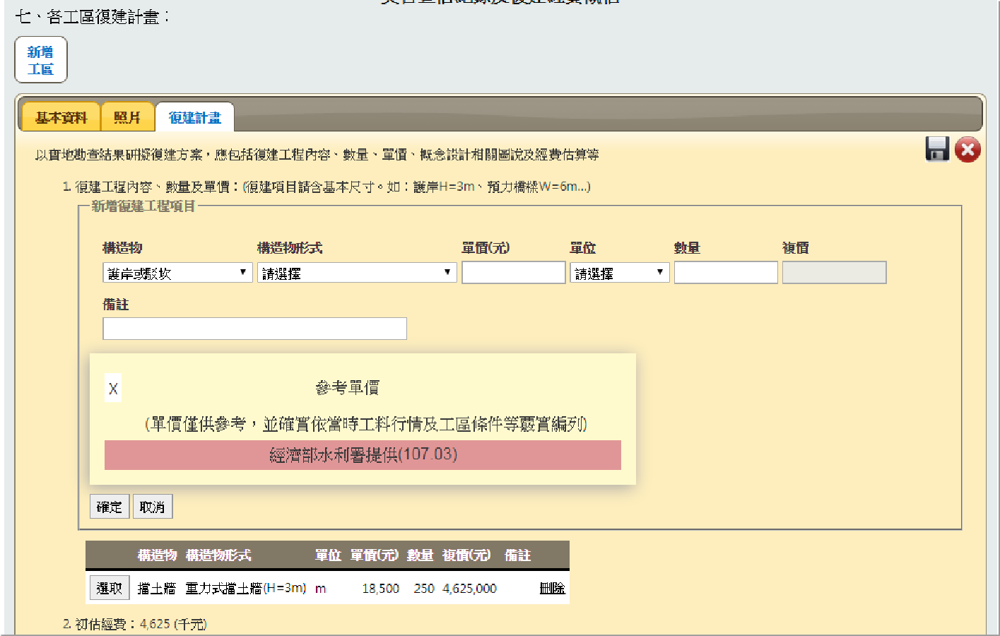 七、各工區復建計畫：
新增
工區
基本資料 照片 復建計畫
以實地勘查結果研擬復建方案，應包括復建工程內容、數量、單價、概念設計相關圖說及經費估算等
1. 復建工程內容、數量及單價：(復建項目請含基本尺寸。如：護岸H=3m、預力橋樑W=6m...)
新增復建工程項目
構造物 構造物形式 單價(元) 單位 數量 複價
護岸或駁坎 請選擇 請選擇
備註
X 參考單價
(單價僅供參考，並確實依當時工料行情及工區條件等覈實編列)
經濟部水利署提供(107.03)
確定 取消
構造物 構造物形式 單位 單價(元) 數量 複價(元) 備註
選取 擋土牆 重力式擋土牆(H=3m) m 18,500 250 4,625,000 刪除
2. 初估經費：4,625 (千元)